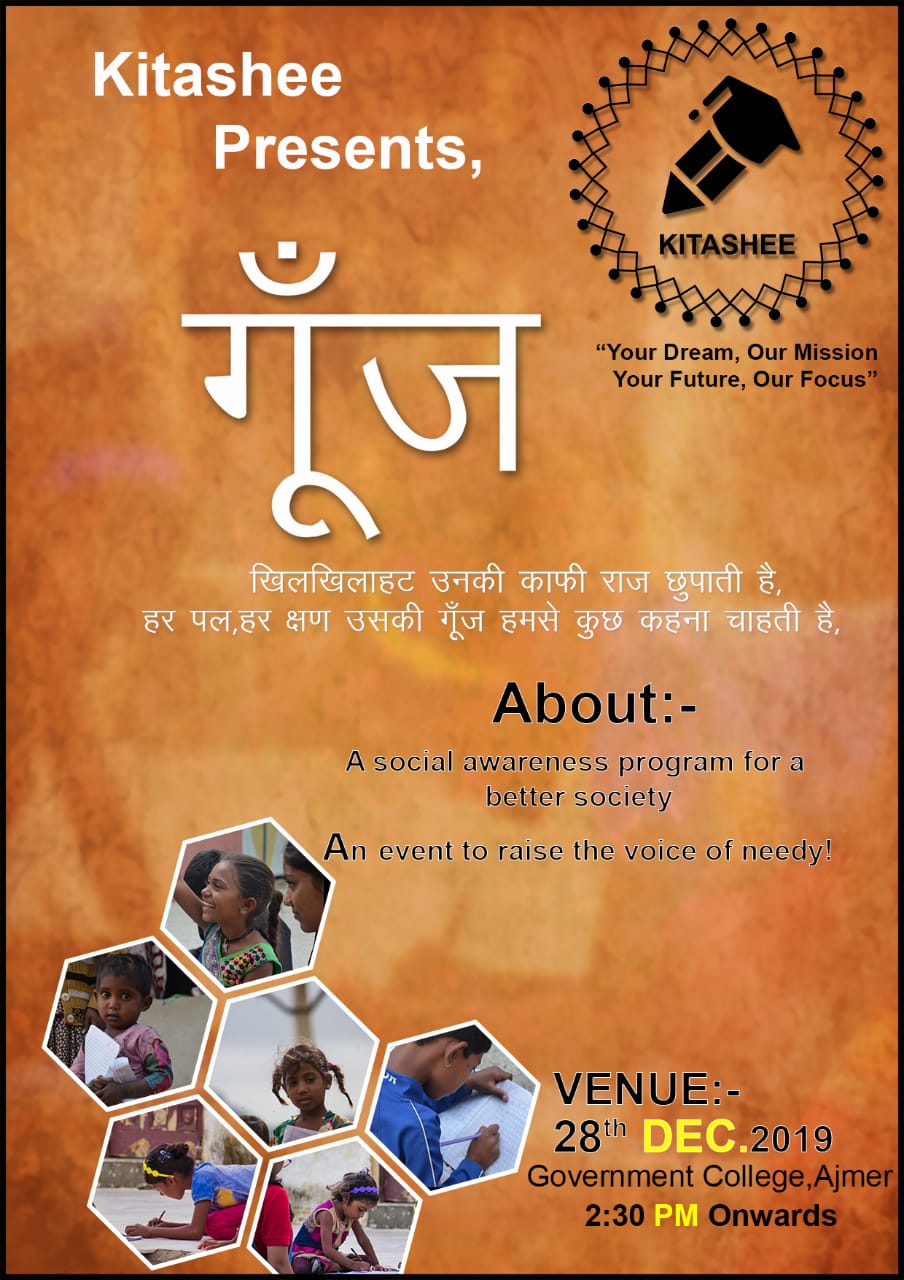 Kitashee
Presents,
KITASHEE
“Your Dream, Our Mission
Your Future, Our Focus”
गूँज
खिलखिलाहट उनकी काफी राज छुपाती है,
हर पल,हर क्षण उसकी गूँज हमसे कुछ कहना चाहती है,
About:-
A social awareness program for a
better society
An event to raise the voice of needy!
VENUE:-
28th DEC.2019
Government College,Ajmer
2:30 PM Onwards